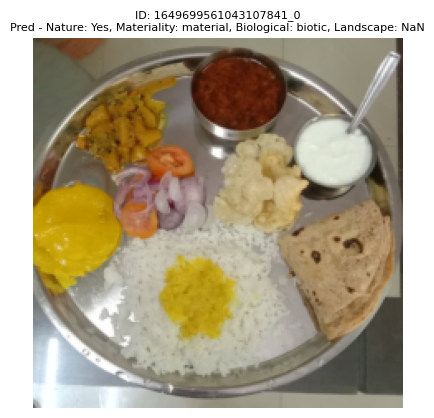 ID: 1649699561043107841_0
Pred - Nature: Yes, Materiality: material, Biological: biotic, Landscape: NaN